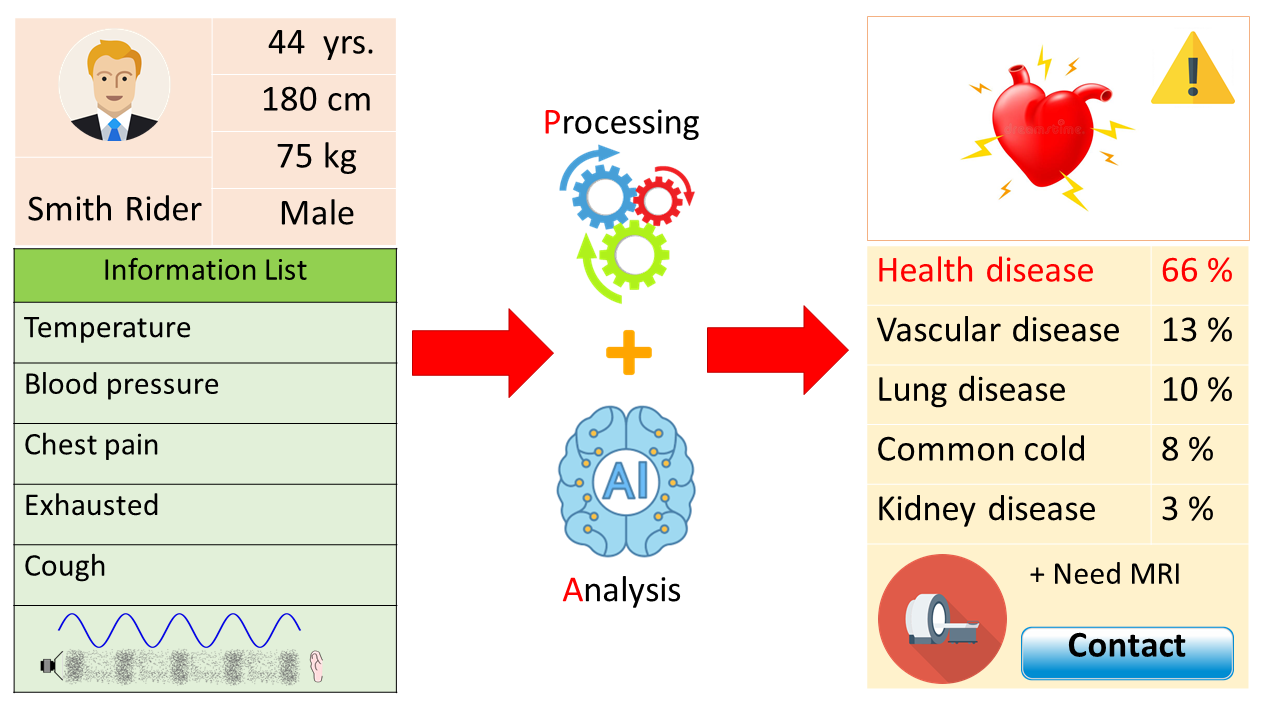 44 yrs.
180 cm
75 kg
Male
Smith Rider
Information List
Temperature
Blood pressure
Chest pain
Exhausted
Cough
Processing
AI
Analysis
dreamstime
Health disease 66 %
Vascular disease 13 %
Lung disease 10 %
Common cold 8 %
Kidney disease 3 %
+ Need MRI
Contact